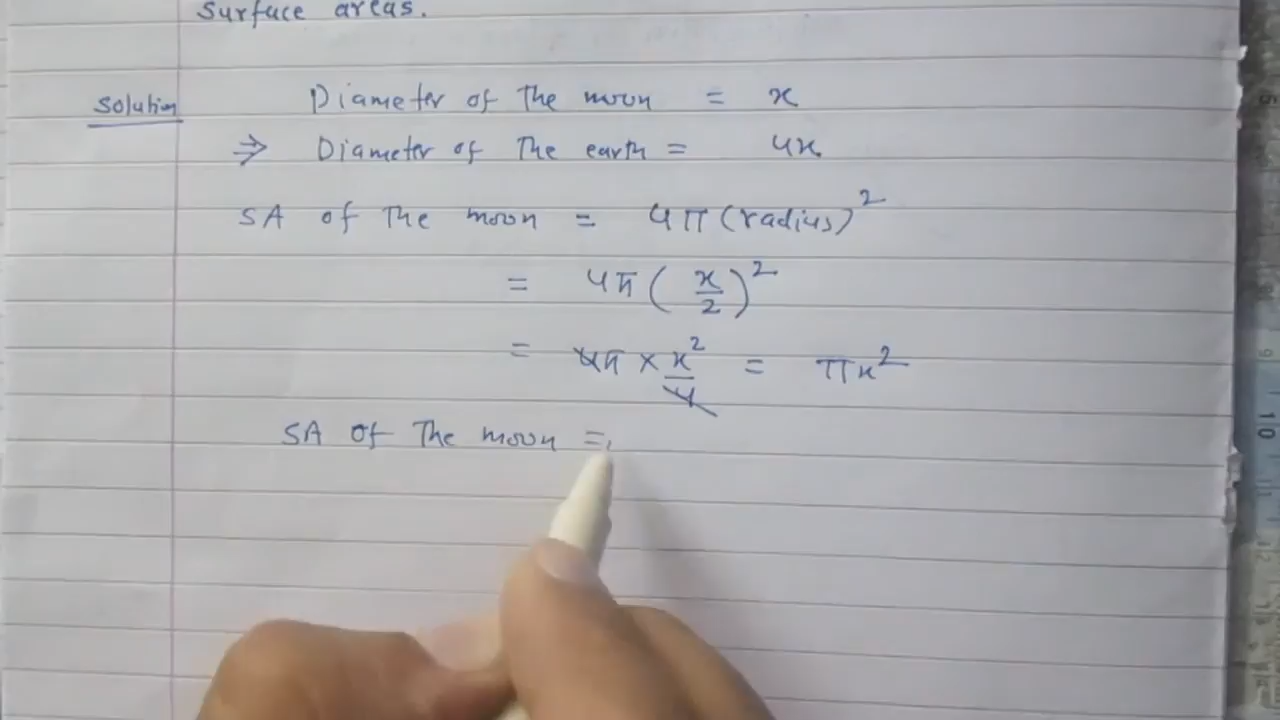 Surface areas.
Solution Diameter of the moon = x
⇒ Diameter of The earth = 4x
SA of The moon = 4π (radius)²
= 4π (x/2)²
= 4π × x²/4 = πx²
SA of The moon =